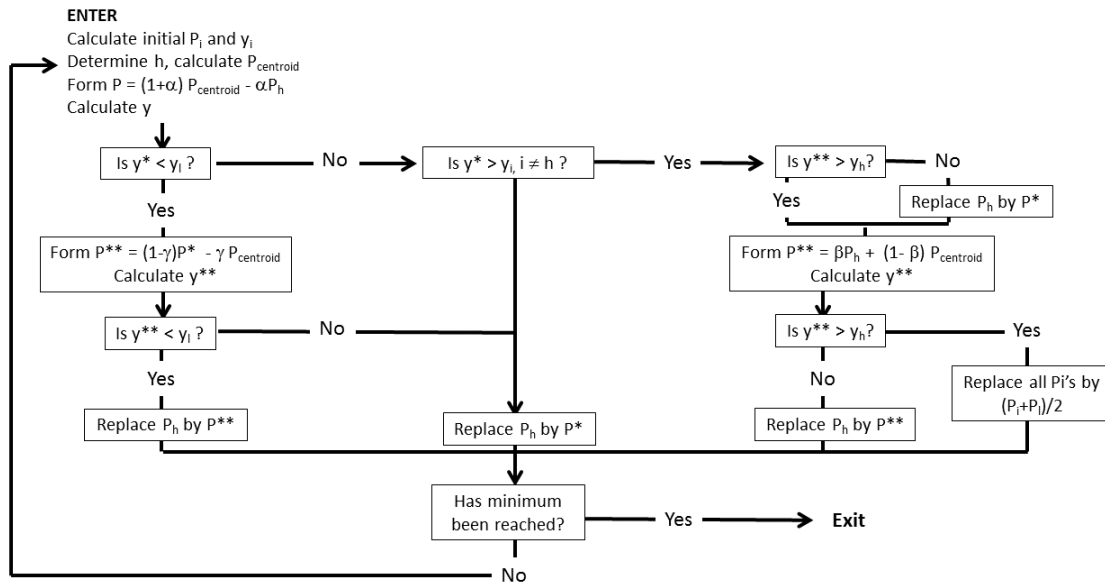 ENTER
Calculate initial Pi and yi
Determine h, calculate Pcentroid
Form P = (1+α) Pcentroid - αPh
Calculate y
Is y* < yl ?
No
Is y* > yi, i ≠ h ?
Yes
Is y** > yh?
No
Yes
Yes
Replace Ph by P*
Form P** = (1-γ)P* - γ Pcentroid
Calculate y**
Form P** = βPh + (1- β) Pcentroid
Calculate y**
Is y** < yl ?
No
Is y** > yh?
Yes
Yes
No
Replace all Pi's by
(Pi+Pl)/2
Replace Ph by P**
Replace Ph by P*
Replace Ph by P**
Has minimum
been reached?
Yes
Exit
No